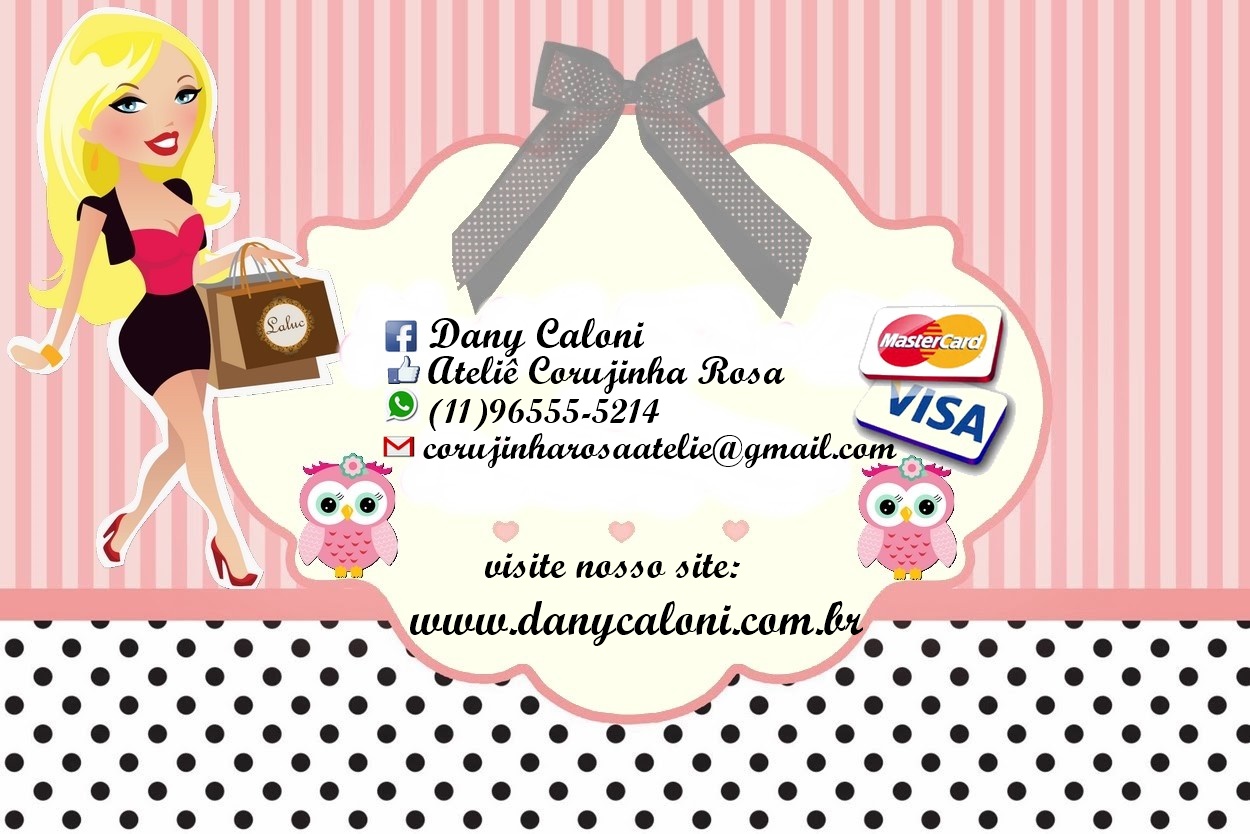 Laluc
Dany Caloni
Ateliê Corujinha Rosa
(11)96555-5214
corujinharosaatelie@gmail.com
MasterCard
VISA
visite nosso site:
www.danycaloni.com.br